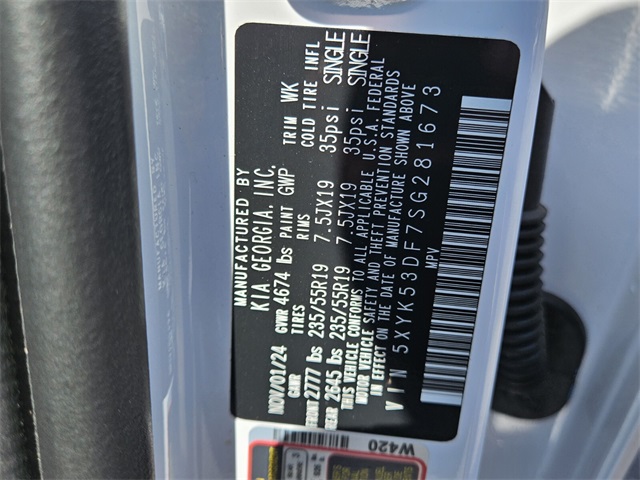 MANUFACTURED BY
KIA GEORGIA, INC.
NOV/01/24 GVWR 4674 lbs PAINT GWP TRIM WK
GAWR TIRES RIMS COLD TIRE INFL
FRONT 2777 lbs 235/55R19 7.5JX19 35psi SINGLE
REAR 2645 lbs 235/55R19 7.5JX19 35psi SINGLE
THIS VEHICLE CONFORMS TO ALL APPLICABLE U.S.A. FEDERAL
MOTOR VEHICLE SAFETY AND THEFT PREVENTION STANDARDS
IN EFFECT ON THE DATE OF MANUFACTURE SHOWN ABOVE
VIN 5XYK53DF7SG281673
MPV
W420